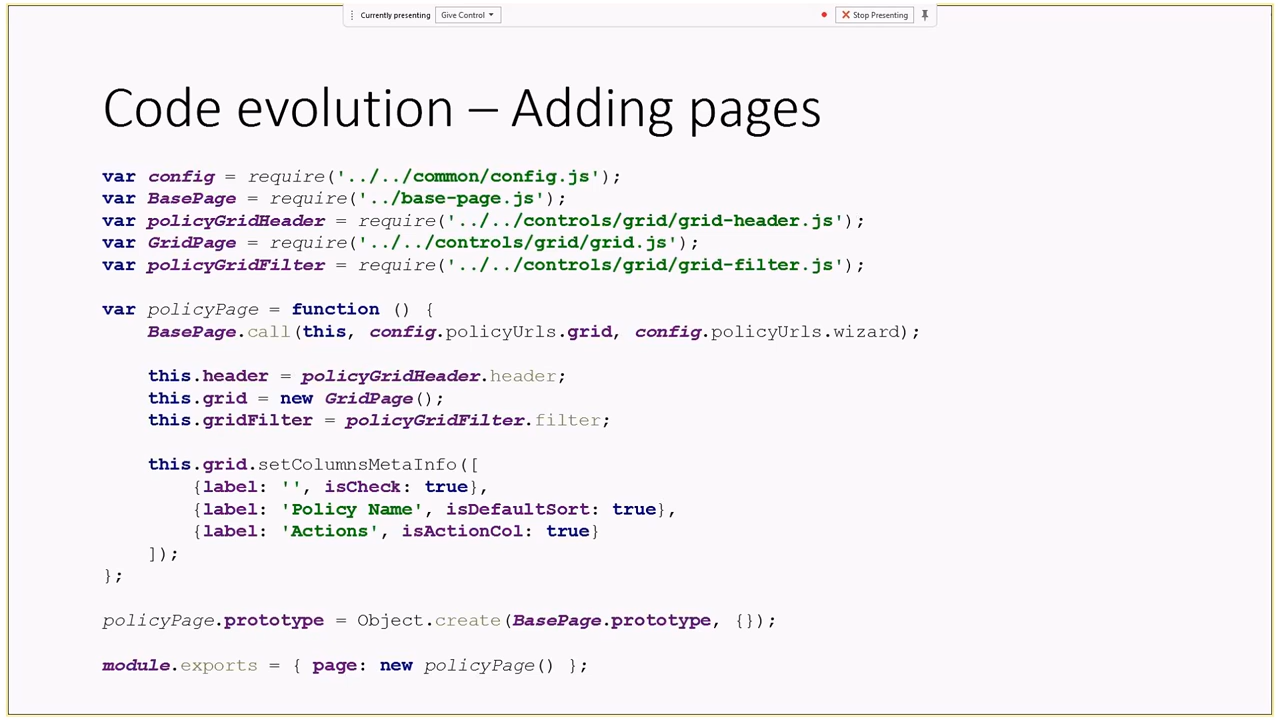 Currently presenting Give Control Stop Presenting
Code evolution – Adding pages
var config = require('../../common/config.js');
var BasePage = require('../base-page.js');
var policyGridHeader = require('../../controls/grid/grid-header.js');
var GridPage = require('../../controls/grid/grid.js');
var policyGridFilter = require('../../controls/grid/grid-filter.js');
var policyPage = function () {
BasePage.call(this, config.policyUrls.grid, config.policyUrls.wizard);
this.header = policyGridHeader.header;
this.grid = new GridPage();
this.gridFilter = policyGridFilter.filter;
this.grid.setColumnsMetaInfo([
{label: '', isCheck: true},
{label: 'Policy Name', isDefaultSort: true},
{label: 'Actions', isActionCol: true}
]);
};
policyPage.prototype = Object.create(BasePage.prototype, {});
module.exports = { page: new policyPage() };